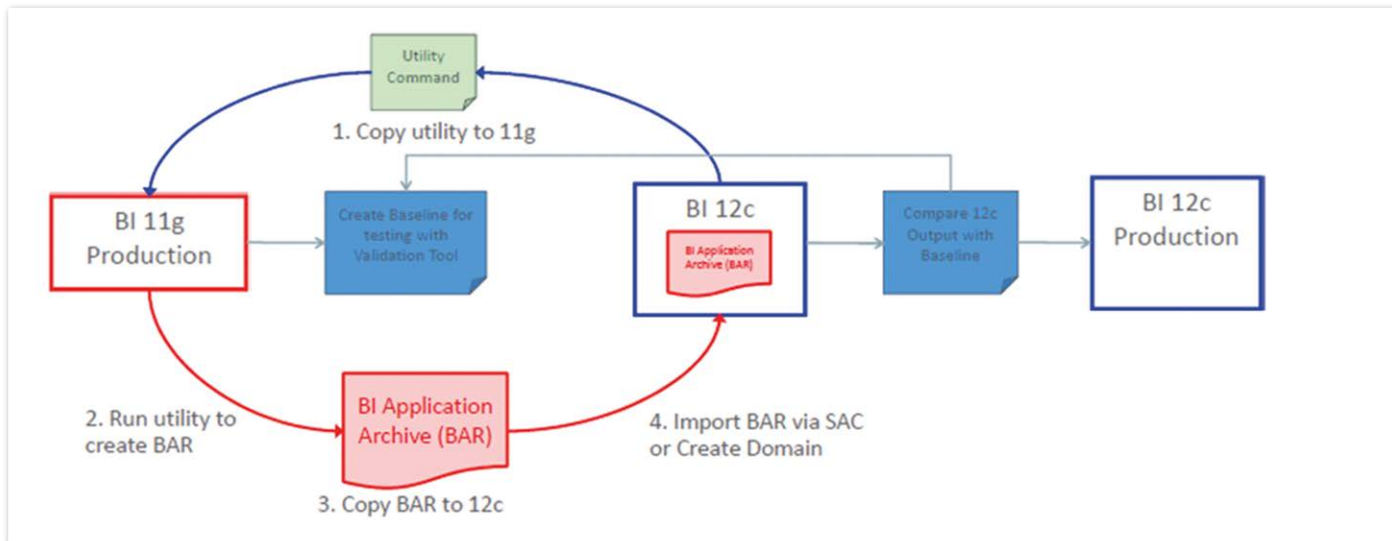 Utility
Command
1. Copy utility to 11g
BI 11g
Production
Create Baseline for
testing with
Validation Tool
BI 12c
BI Application
Archive (BAR)
Compare 12c
Output with
Baseline
BI 12c
Production
2. Run utility to
create BAR
BI Application
Archive (BAR)
3. Copy BAR to 12c
4. Import BAR via SAC
or Create Domain